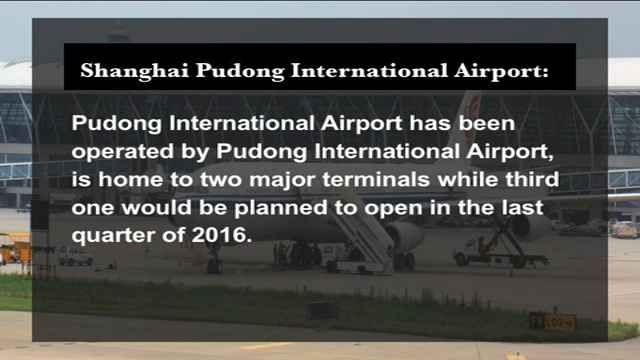 Shanghai Pudong International Airport:
Pudong International Airport has been
operated by Pudong International Airport,
is home to two major terminals while third
one would be planned to open in the last
quarter of 2016.
L09→